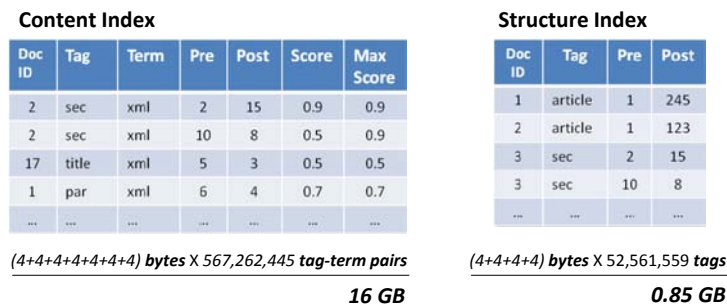 Content Index
Doc ID Tag Term Pre Post Score Max Score
2 sec xml 2 15 0.9 0.9
2 sec xml 10 8 0.5 0.9
17 title xml 5 3 0.5 0.5
1 par xml 6 4 0.7 0.7
... ... ... ... ... ... ...
(4+4+4+4+4+4+4) bytes X 567,262,445 tag-term pairs
16 GB
Structure Index
Doc ID Tag Pre Post
1 article 1 245
2 article 1 123
3 sec 2 15
3 sec 10 8
... ... ... ...
(4+4+4+4) bytes X 52,561,559 tags
0.85 GB